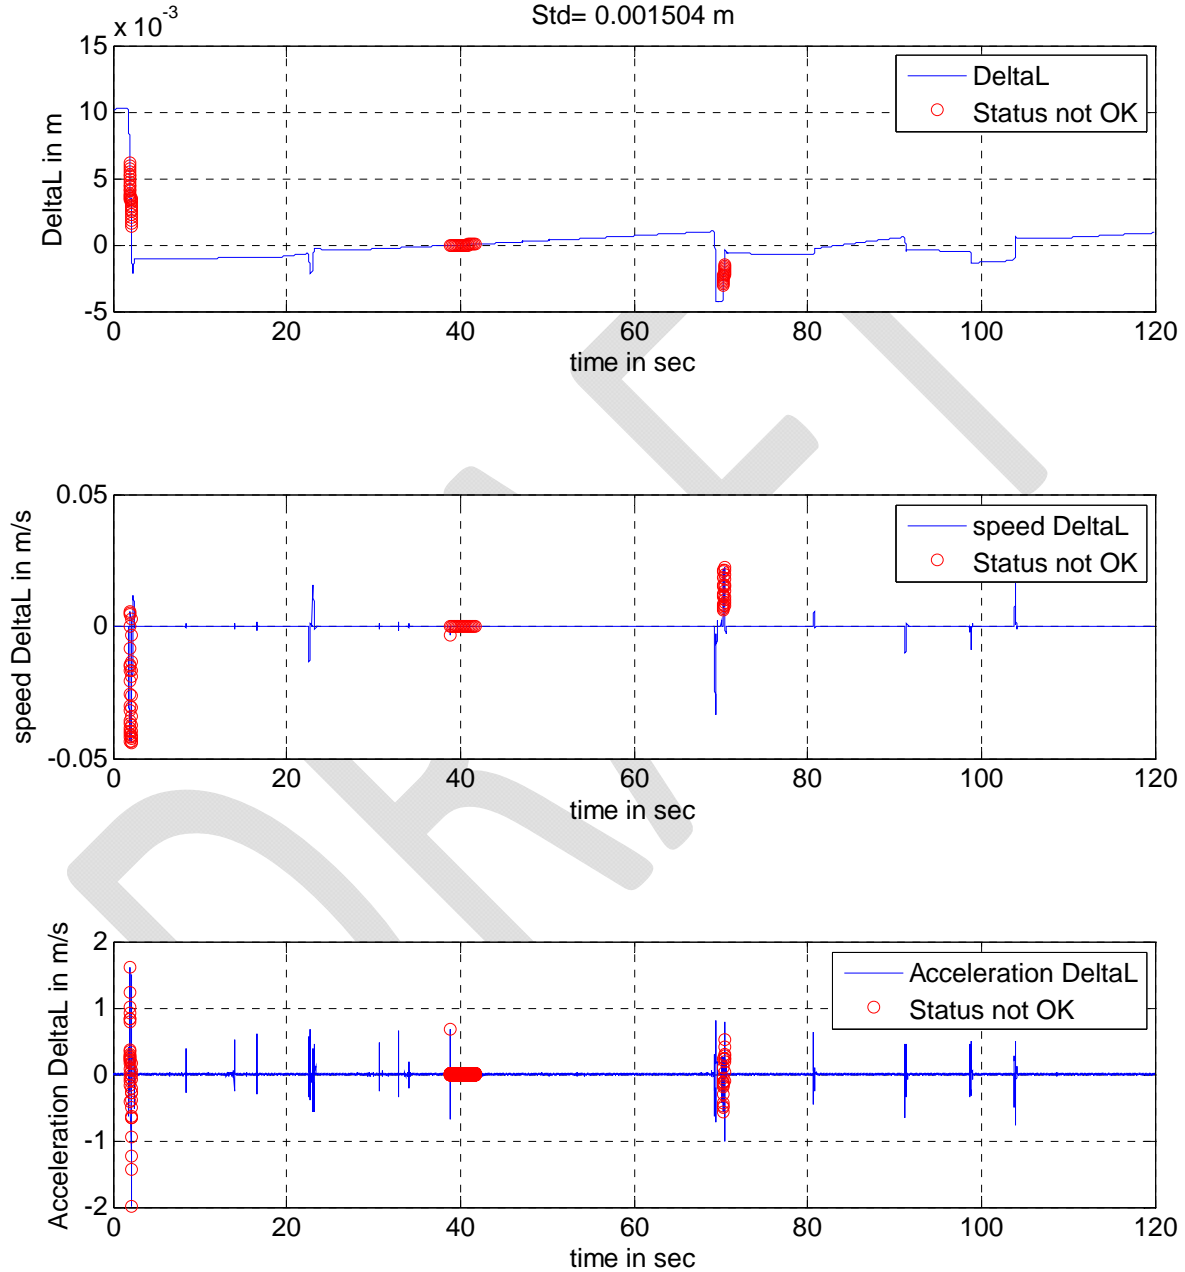 Std= 0.001504 m
x 10-3
15
10
5
0
-5
DeltaL in m
DeltaL
Status not OK
0 20 40 60 80 100 120
time in sec
0.05
0
-0.05
speed DeltaL in m/s
speed DeltaL
Status not OK
0 20 40 60 80 100 120
time in sec
2
1
0
-1
-2
Acceleration DeltaL in m/s
Acceleration DeltaL
Status not OK
0 20 40 60 80 100 120
time in sec
DRAFT